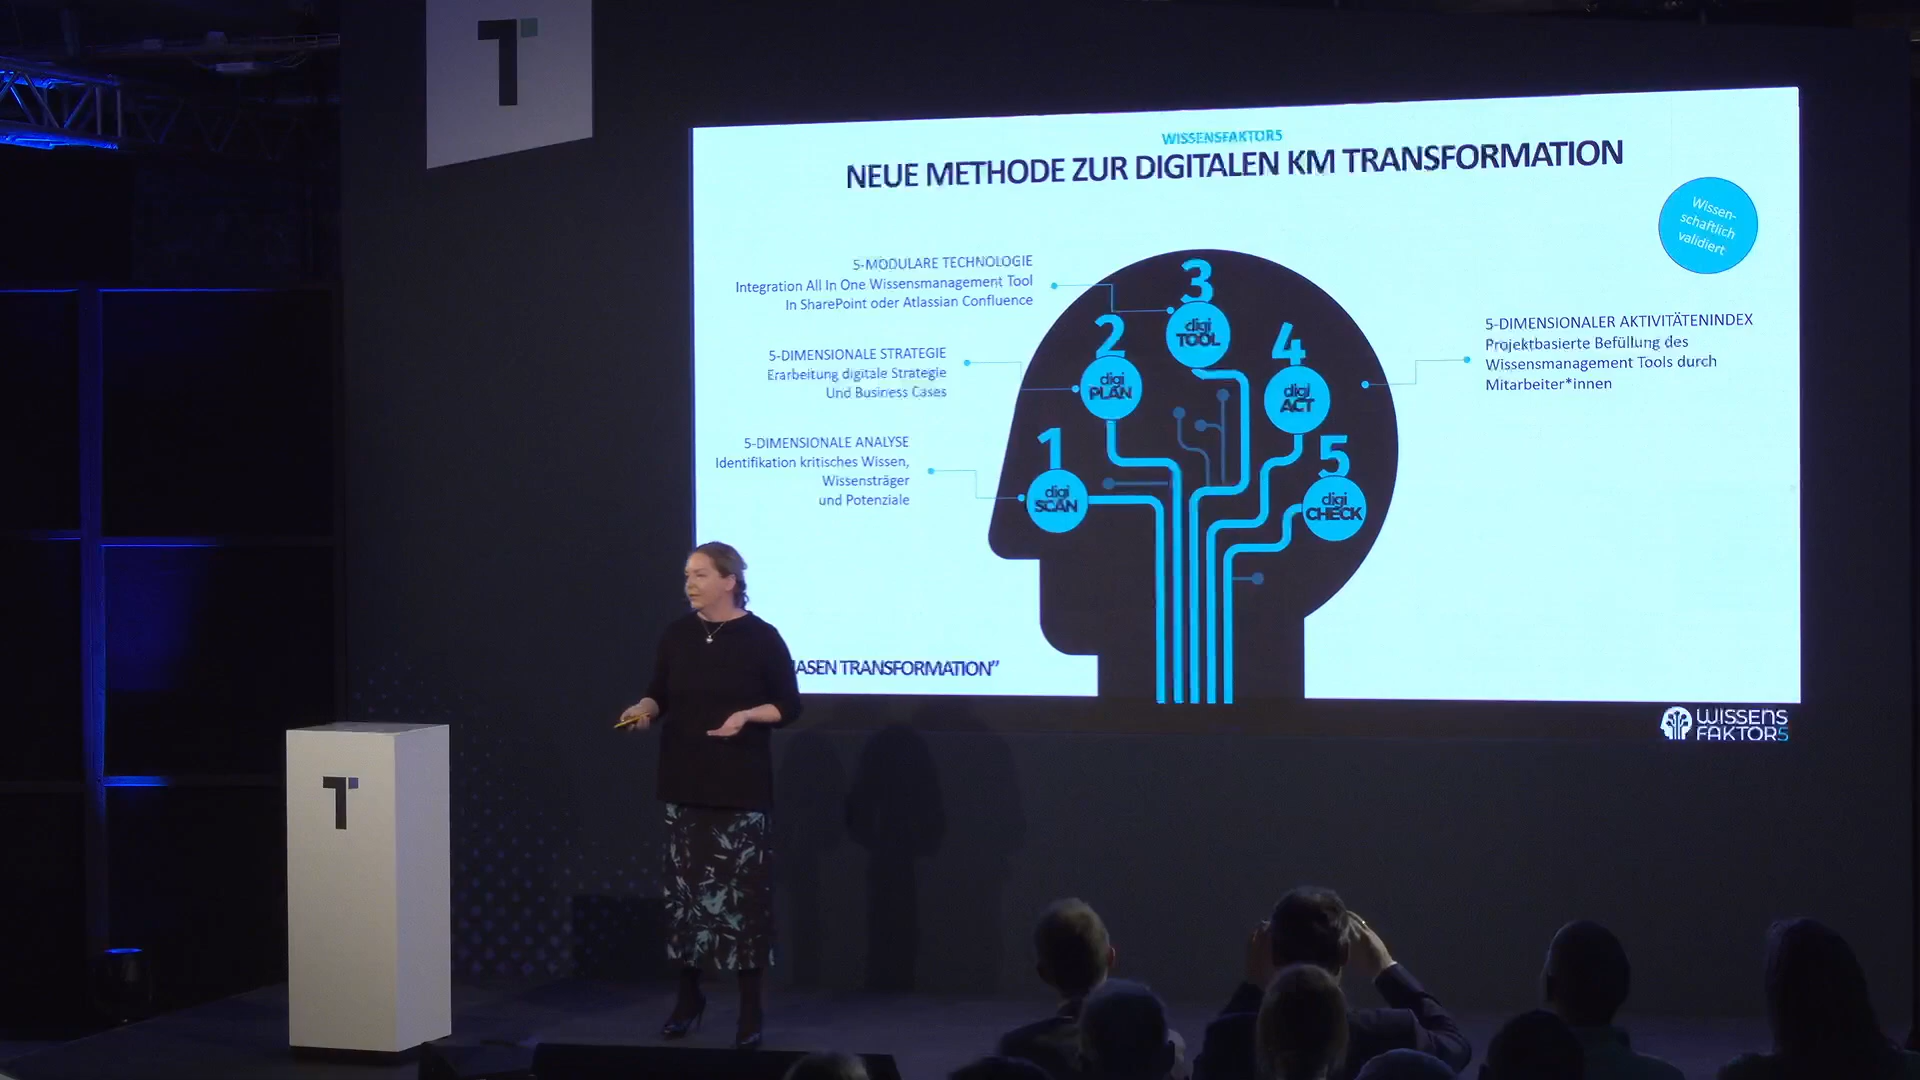 T
WISSENSFAKTOR5
NEUE METHODE ZUR DIGITALEN KM TRANSFORMATION
Wissen-
schaftlich
validiert
5-MODULARE TECHNOLOGIE
Integration All In One Wissensmanagement Tool
In SharePoint oder Atlassian Confluence
5-DIMENSIONALE STRATEGIE
Erarbeitung digitale Strategie
Und Business Cases
5-DIMENSIONALE ANALYSE
Identifikation kritisches Wissen,
Wissensträger
und Potenziale
1
digi
SCAN
2
digi
PLAN
3
digi
TOOL
4
digi
ACT
5
digi
CHECK
5-DIMENSIONALER AKTIVITÄTENINDEX
Projektbasierte Befüllung des
Wissensmanagement Tools durch
Mitarbeiter*innen
TRANSFORMATION”
WISSENS
FAKTOR5
T